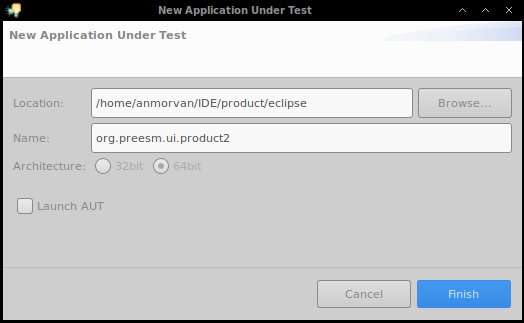 New Application Under Test
New Application Under Test
Location: /home/anmorvan/IDE/product/eclipse Browse...
Name: org.preesm.ui.product2
Architecture: 32bit 64bit
Launch AUT
Cancel Finish